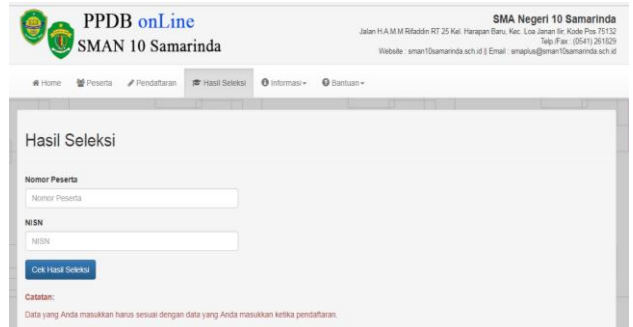 PPDB onLine
SMAN 10 Samarinda
SMA Negeri 10 Samarinda
Jalan H.A.M.M Rifaddin RT 25 Kel. Harapan Baru, Kec. Loa Janan Ilir, Kode Pos 75132
Telp./Fax : (0541) 261829
Website : sman10samarinda.sch.id || Email : smaplus@sman10samarinda.sch.id
Home Peserta Pendaftaran Hasil Seleksi Informasi Bantuan
Hasil Seleksi
Nomor Peserta
Nomor Peserta
NISN
NISN
Cek Hasil Seleksi
Catatan:
Data yang Anda masukkan harus sesuai dengan data yang Anda masukkan ketika pendaftaran.